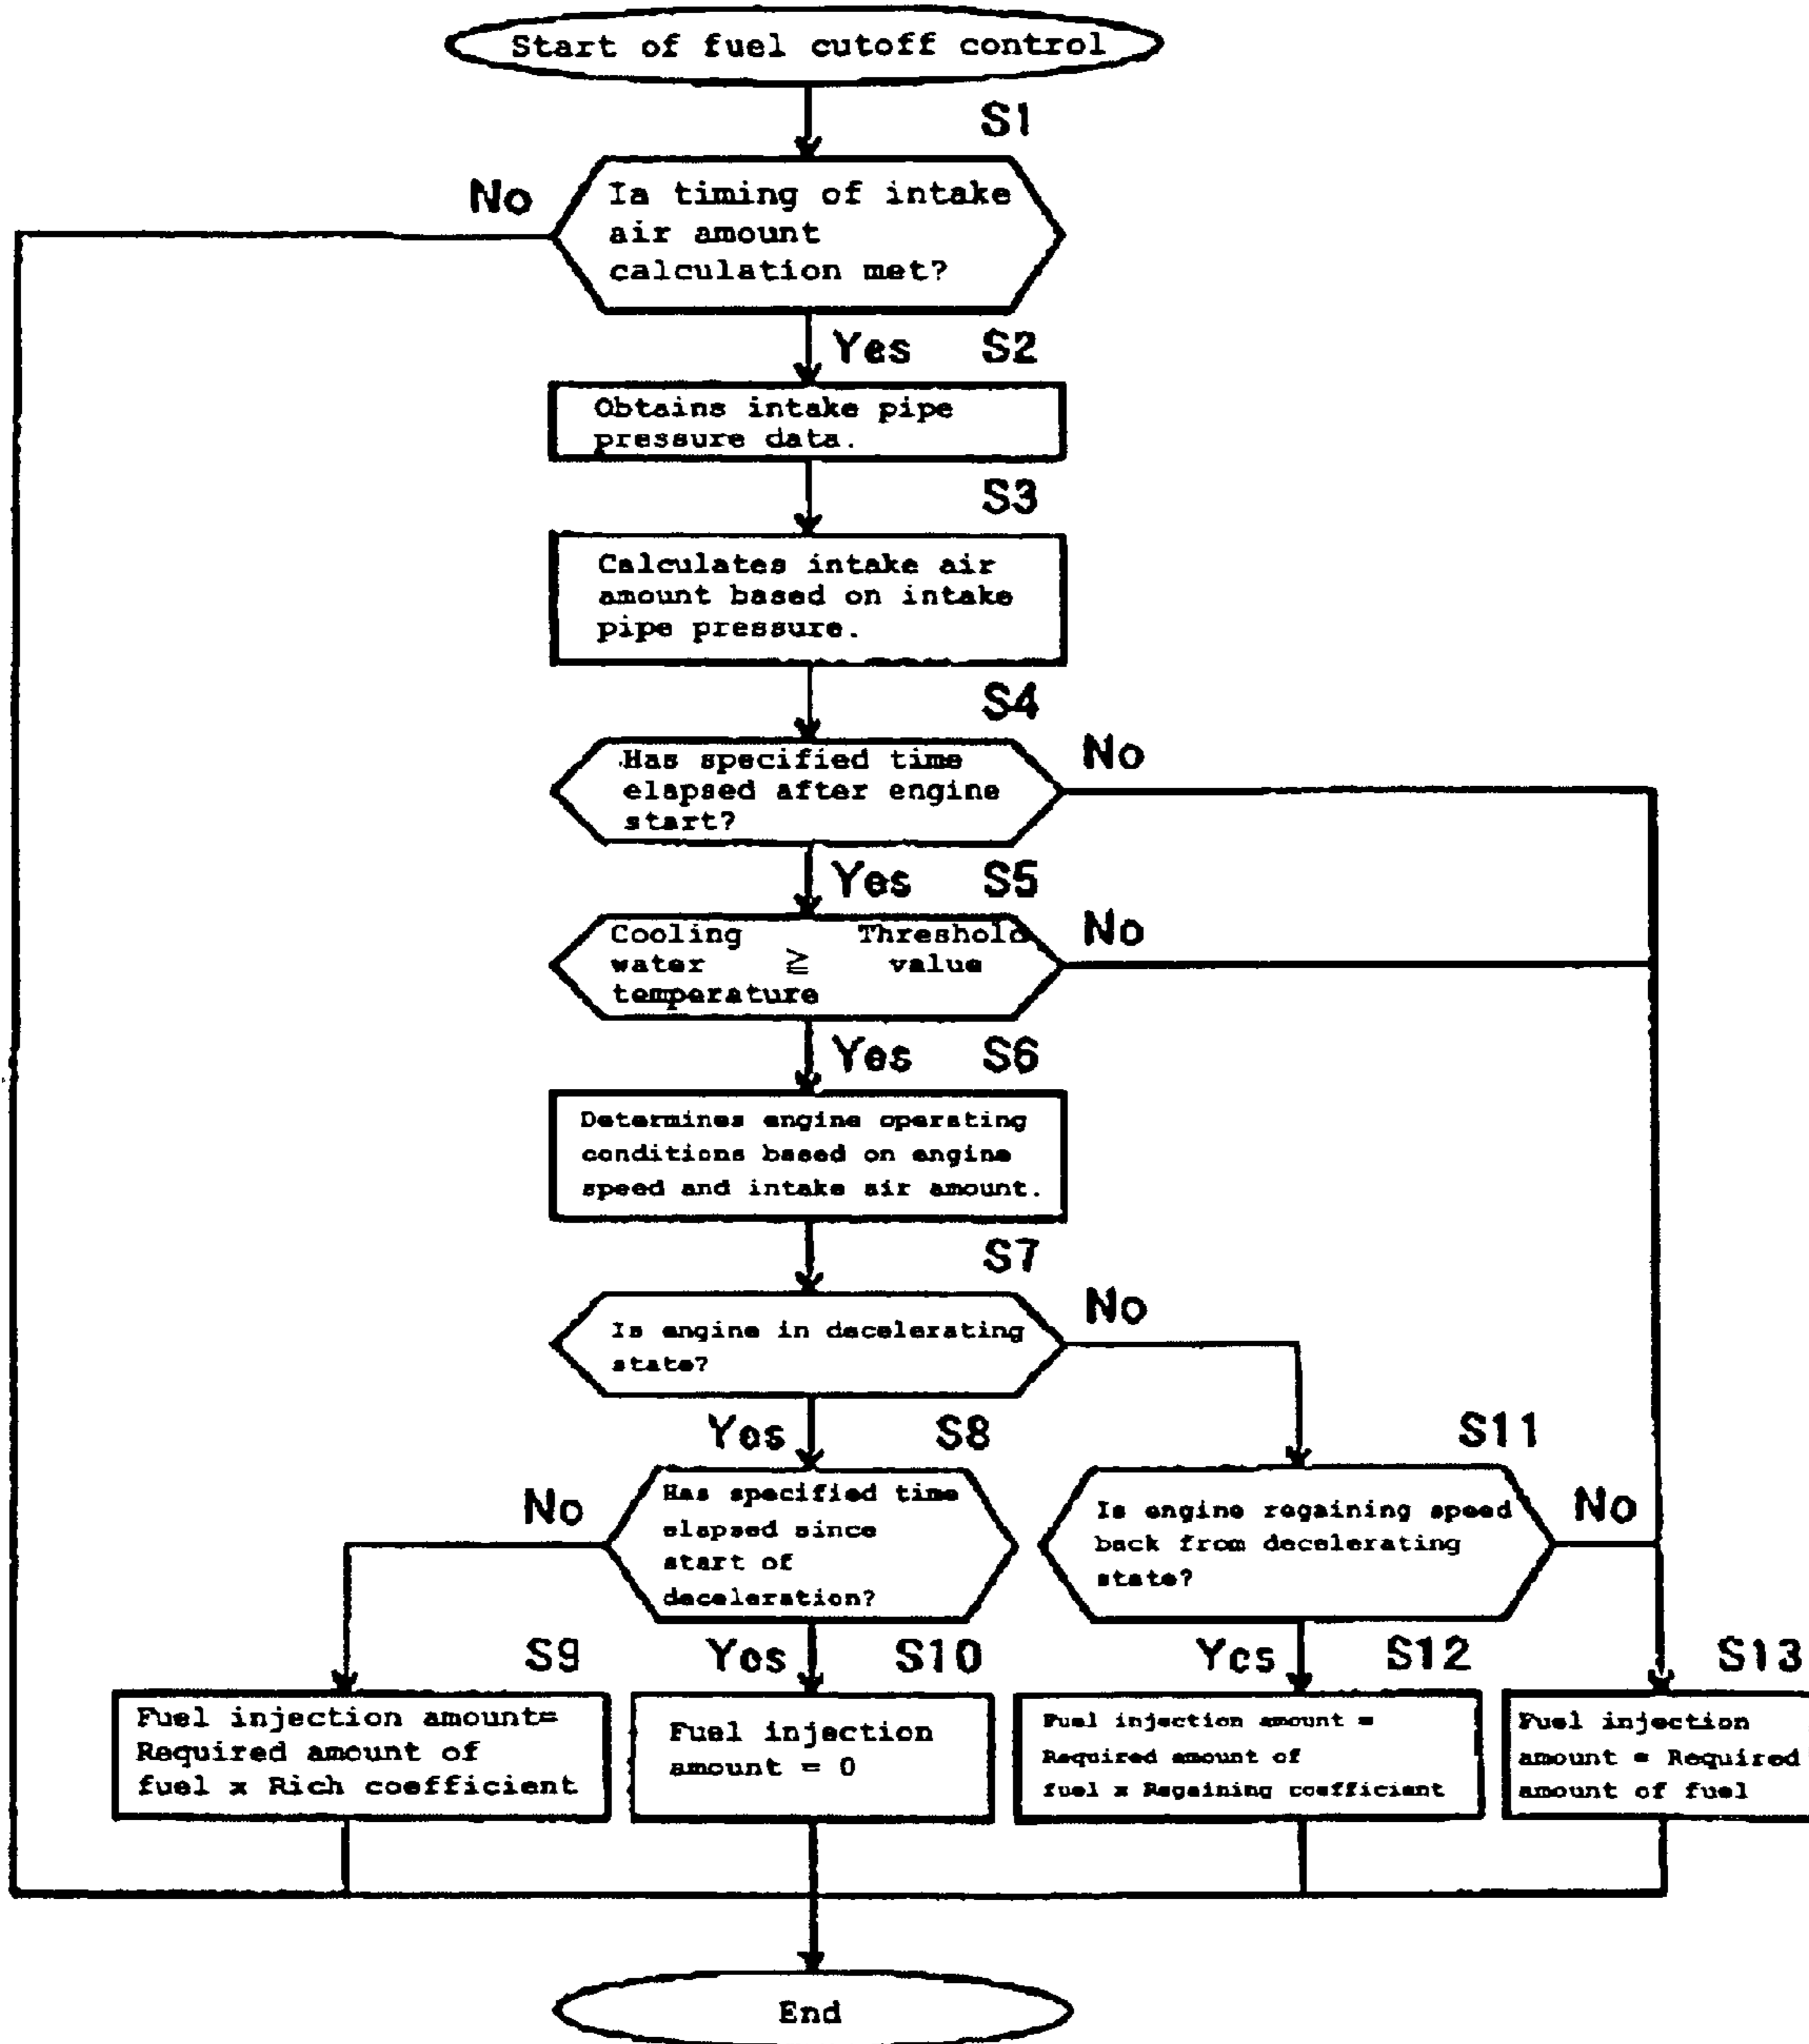 Start of fuel cutoff control
S1
No
Ia timing of intake
air amount
calculation met?
Yes S2
Obtains intake pipe
pressure data.
S3
Calculates intake air
amount based on intake
pipe pressure.
S4
Has specified time
elapsed after engine
start?
No
Yes S5
Cooling Threshold
water ≧ value
temperature
No
Yes S6
Determines engine operating
conditions based on engine
speed and intake air amount.
S7
Is engine in decelerating
state?
No
Yes S8
Has specified time
elapsed since
start of
deceleration?
No
S11
Is engine regaining speed
back from decelerating
state?
No
S9
Fuel injection amount=
Required amount of
fuel x Rich coefficient
Yes S10
Fuel injection
amount = 0
Yes S12
Fuel injection amount =
Required amount of
fuel x Regaining coefficient
S13
Fuel injection
amount = Required
amount of fuel
End